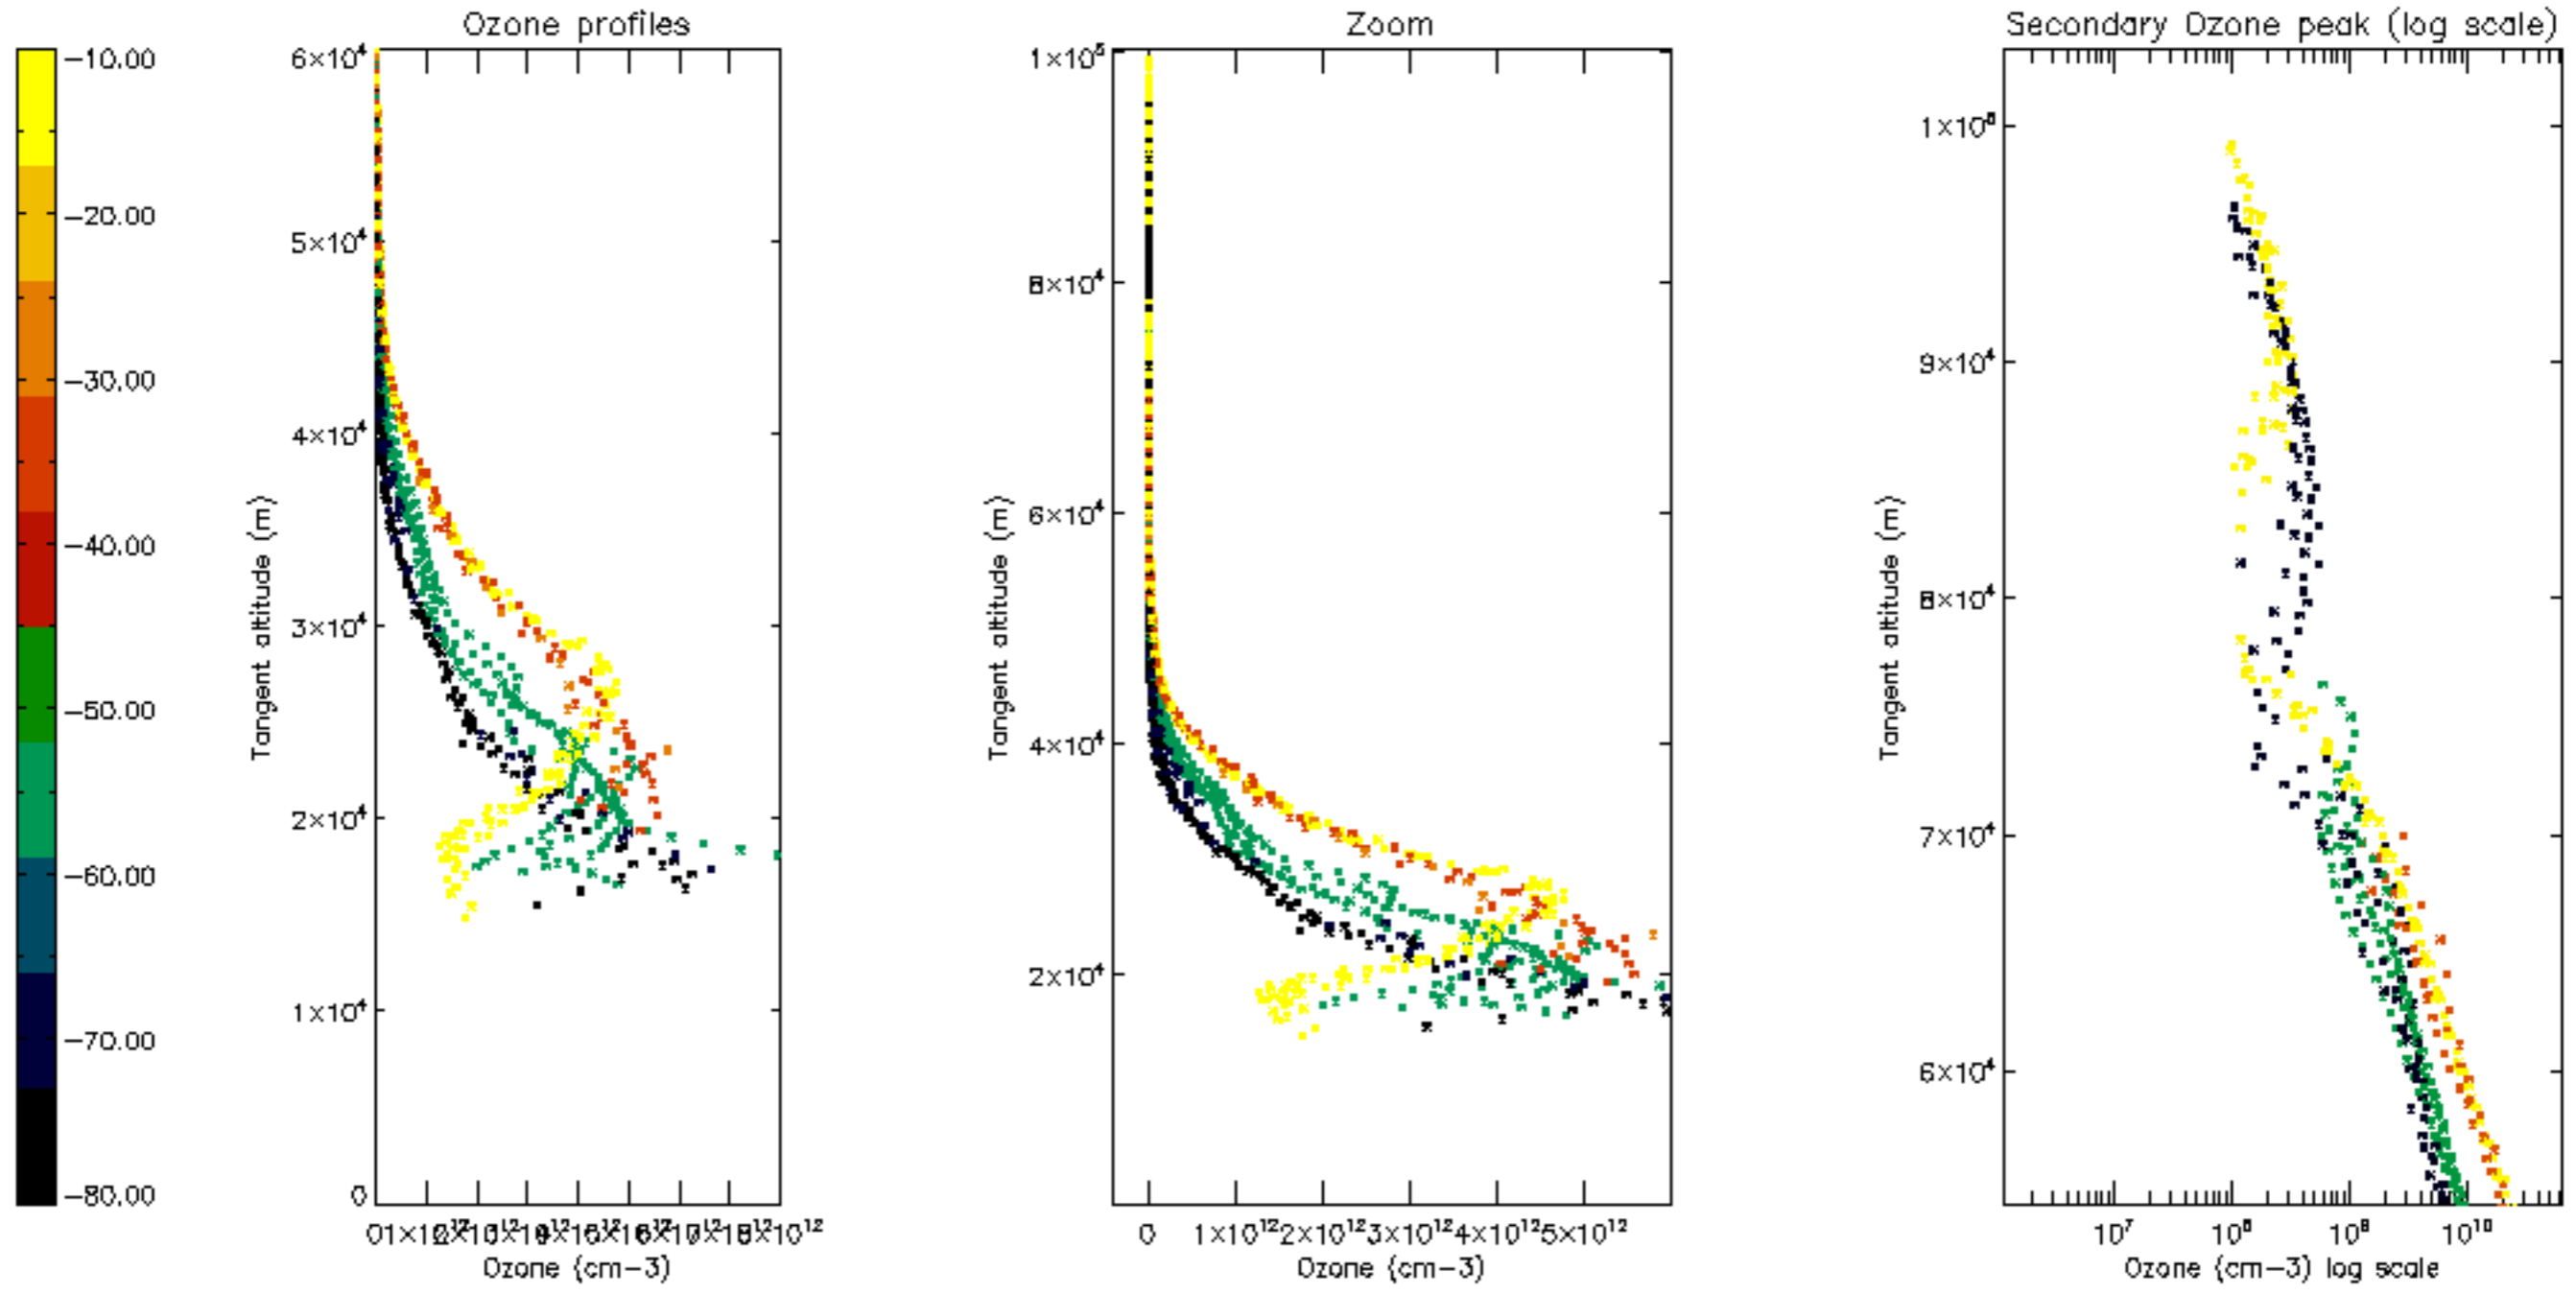 Ozone profiles
Zoom
Secondary Ozone peak (log scale)
-10.00
-20.00
-30.00
-40.00
-50.00
-60.00
-70.00
-80.00
6×10⁴
5×10⁴
4×10⁴
3×10⁴
2×10⁴
1×10⁴
0
Tangent altitude (m)
Ozone (cm-3)
1×10⁵
8×10⁴
6×10⁴
4×10⁴
2×10⁴
Tangent altitude (m)
0 1×10¹² 2×10¹² 3×10¹² 4×10¹² 5×10¹²
Ozone (cm-3)
1×10⁵
9×10⁴
8×10⁴
7×10⁴
6×10⁴
Tangent altitude (m)
10⁷ 10⁸ 10⁹ 10¹⁰
Ozone (cm-3) log scale